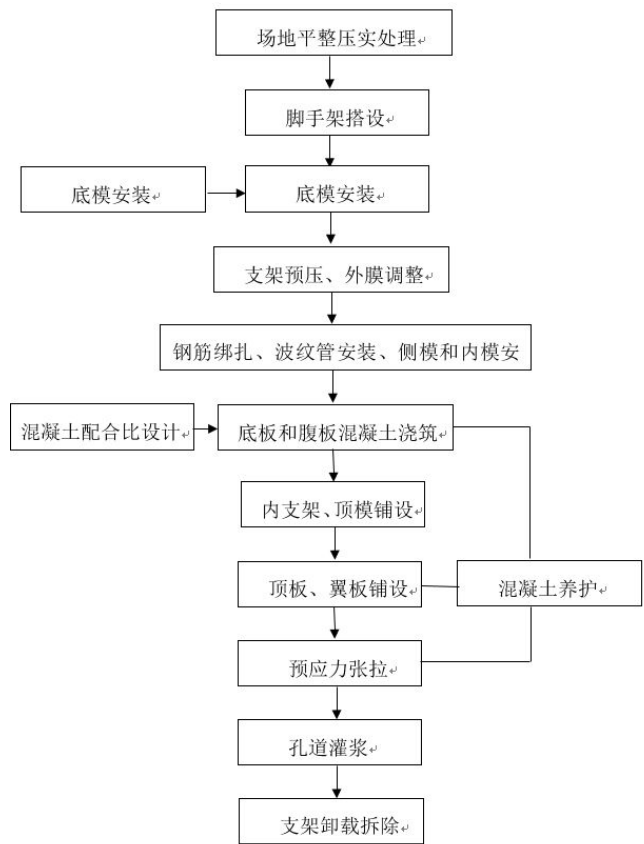 场地平整压实处理
脚手架搭设
底模安装
底模安装
支架预压、外膜调整
钢筋绑扎、波纹管安装、侧模和内模安
混凝土配合比设计
底板和腹板混凝土浇筑
内支架、顶模铺设
顶板、翼板铺设
混凝土养护
预应力张拉
孔道灌浆
支架卸载拆除